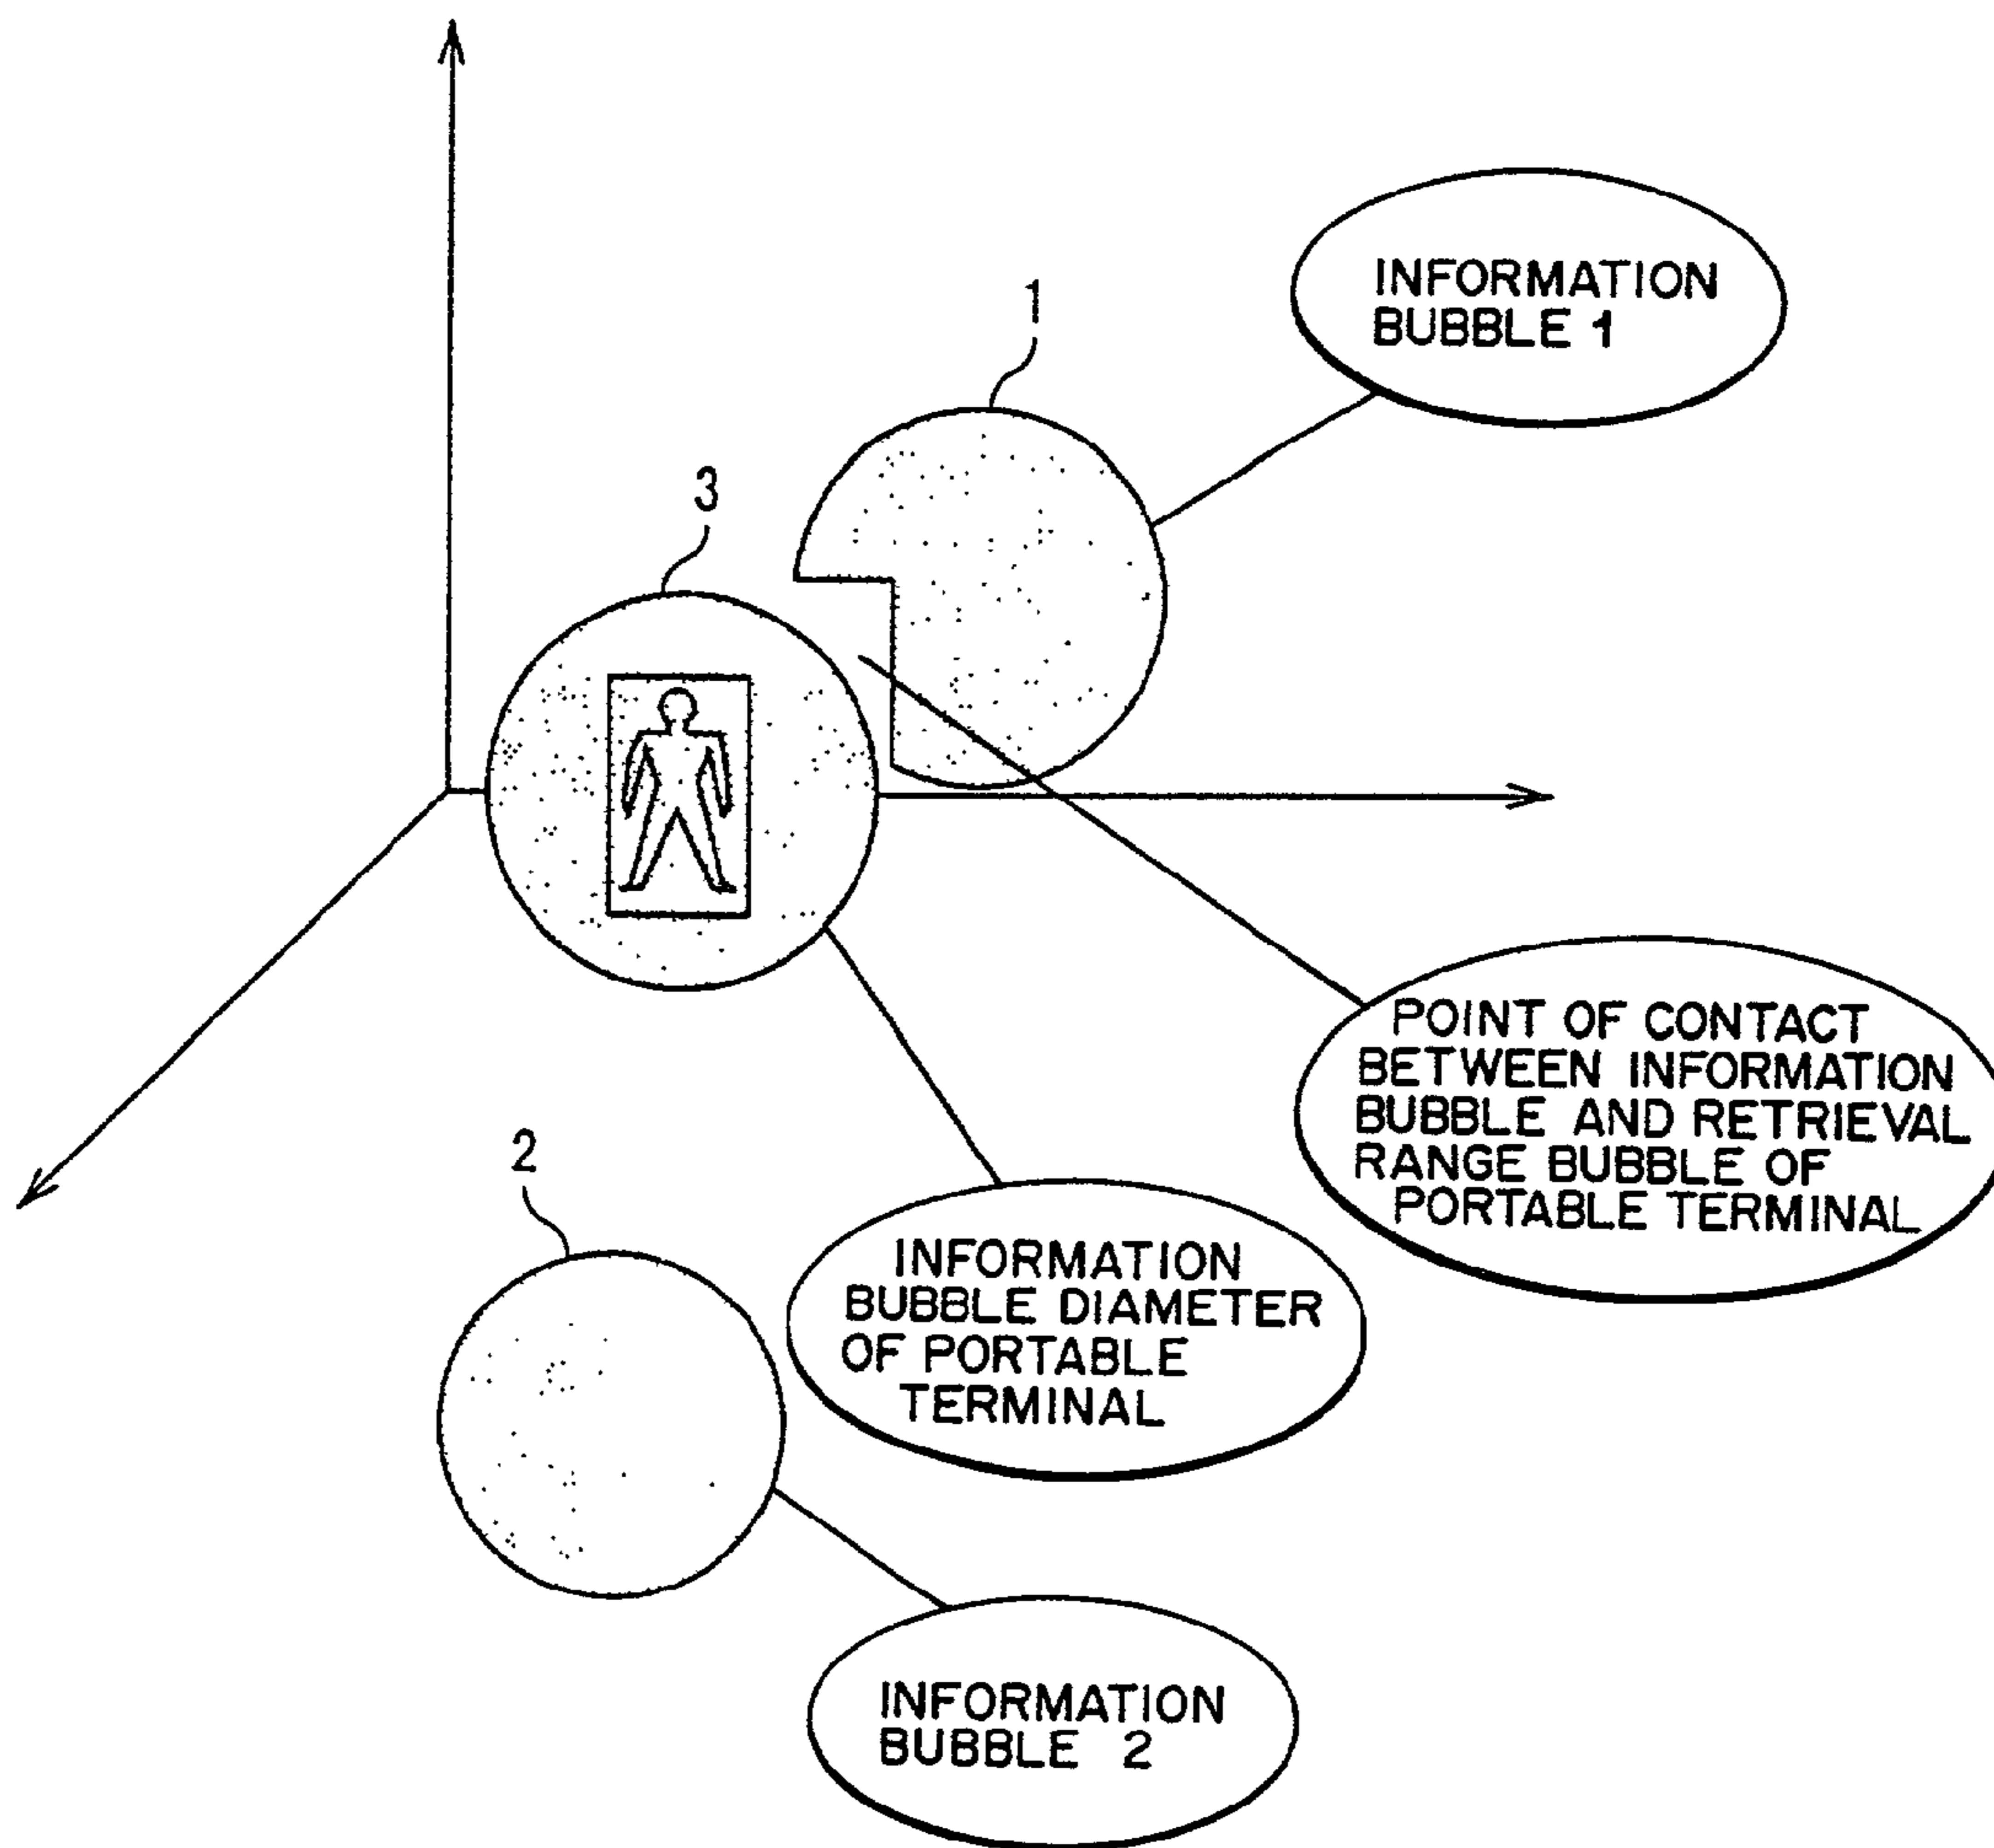 1
INFORMATION
BUBBLE 1
3
POINT OF CONTACT
BETWEEN INFORMATION
BUBBLE AND RETRIEVAL
RANGE BUBBLE OF
PORTABLE TERMINAL
2
INFORMATION
BUBBLE DIAMETER
OF PORTABLE
TERMINAL
INFORMATION
BUBBLE 2